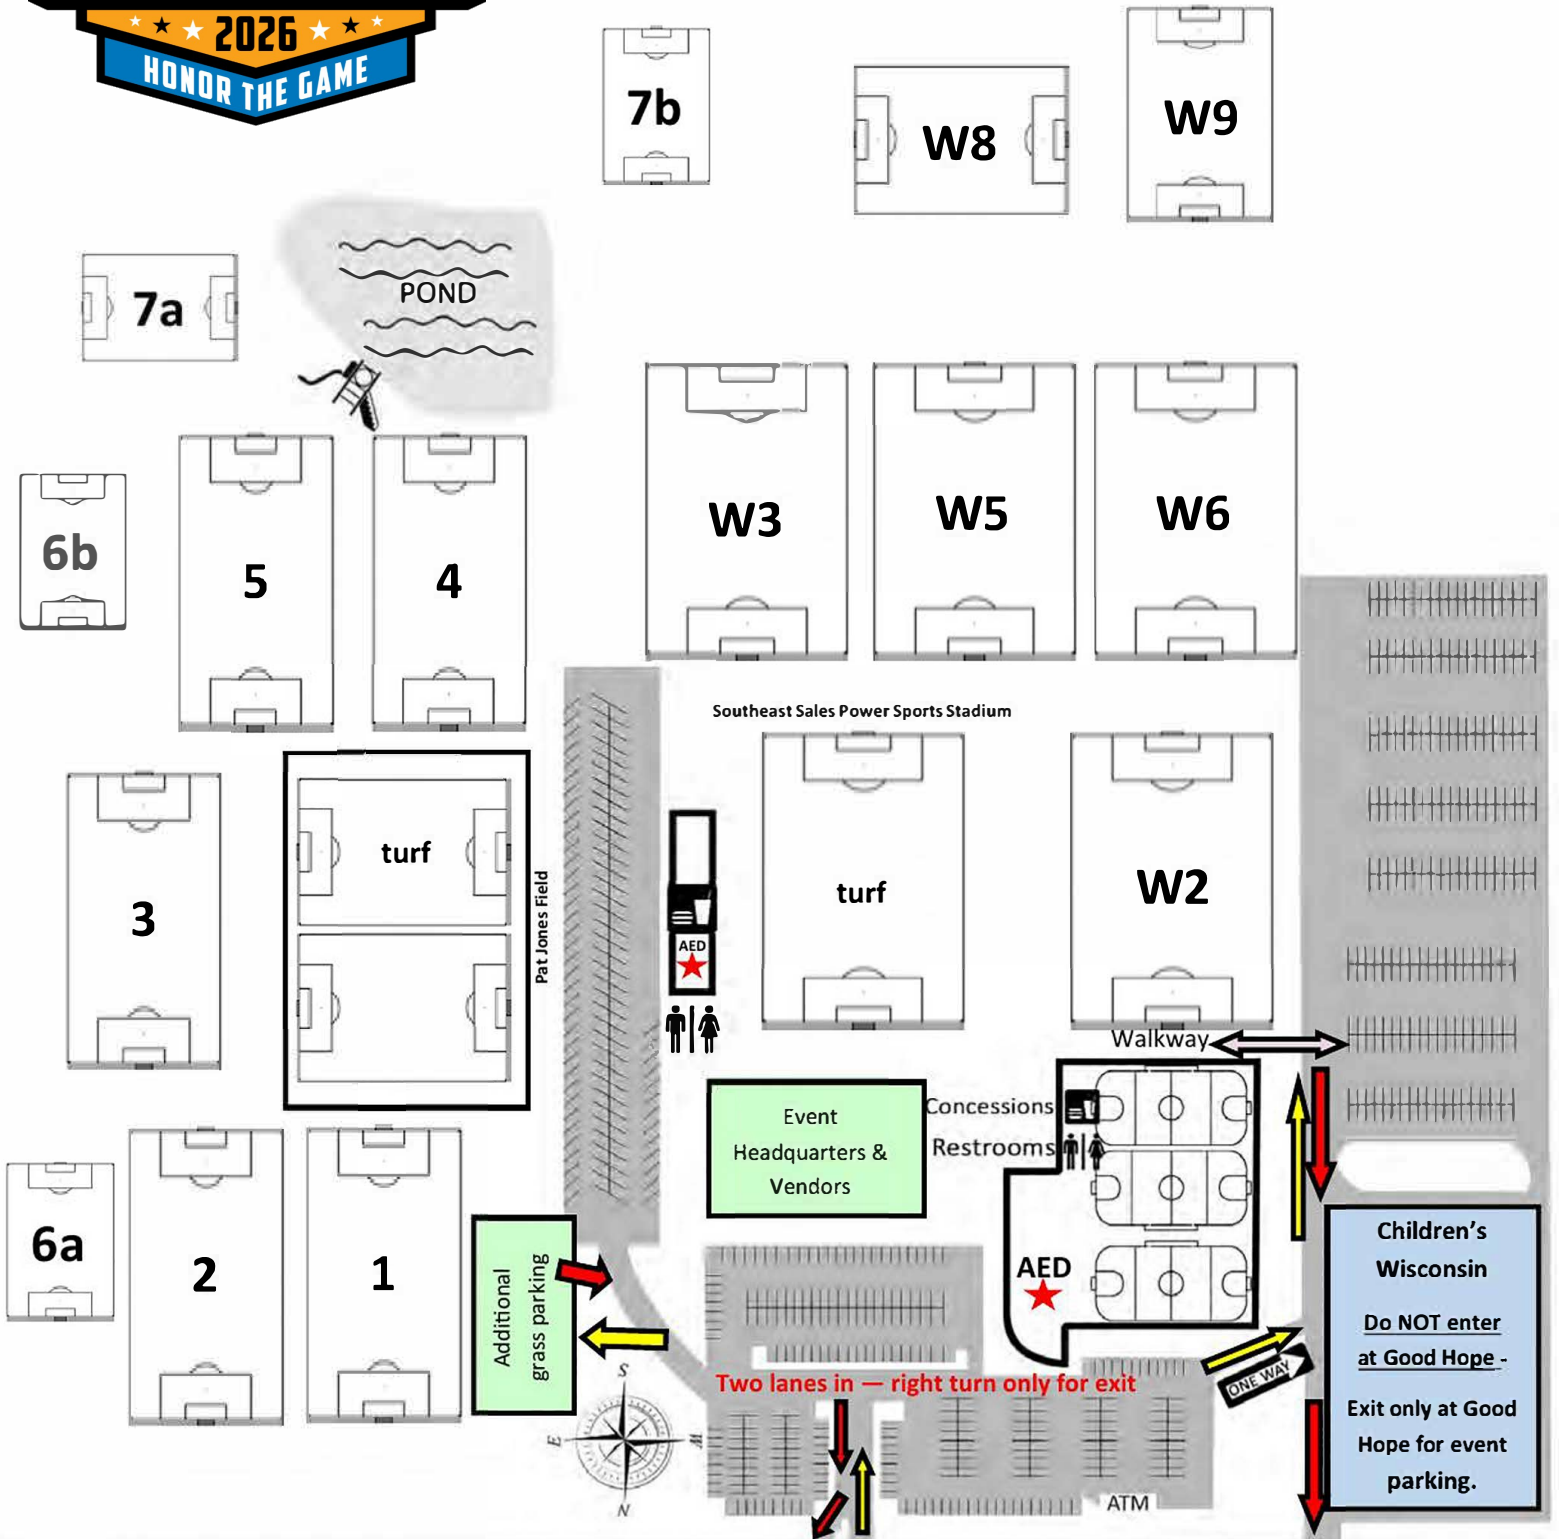 2026
HONOR THE GAME
7b
W8
W9
7a
POND
6b
5
4
W3
W5
W6
Southeast Sales Power Sports Stadium
3
turf
Pat Jones Field
AED
turf
W2
Walkway
Event
Headquarters &
Vendors
Concessions
Restrooms
AED
6a
2
1
Additional
grass parking
Children's
Wisconsin
Do NOT enter
at Good Hope -
Exit only at Good
Hope for event
parking.
Two lanes in — right turn only for exit
ONE WAY
S
E
W
N
ATM